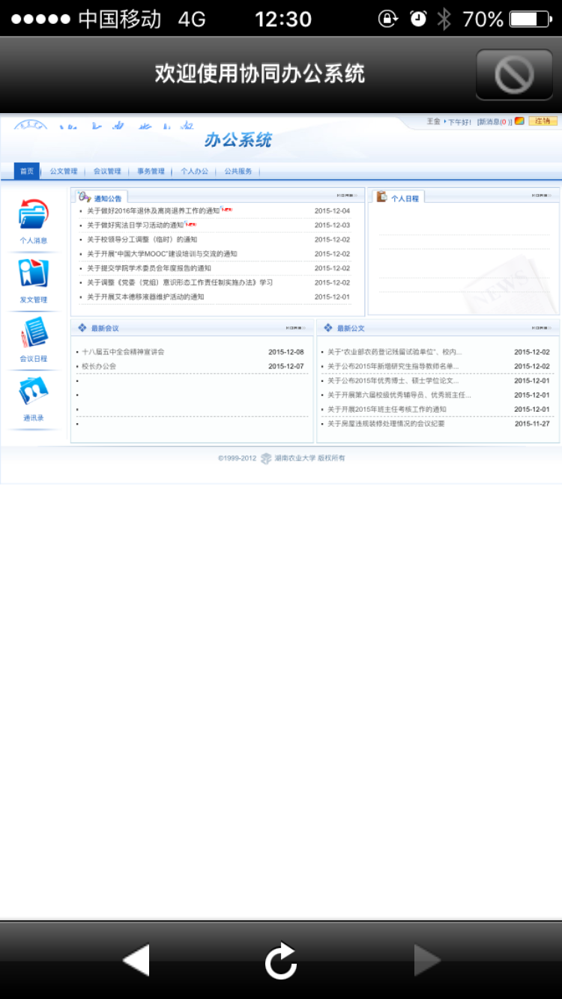 中国移动 4G 12:30 70%
欢迎使用协同办公系统
王金 下午好! [新消息(0)] 注销
办公系统
首页 公文管理 会议管理 事务管理 个人办公 公共服务
个人消息
发文管理
会议日程
通讯录
通知公告 MORE
关于做好2016年退休及离岗退养工作的通知 NEW 2015-12-04
关于做好宪法日学习活动的通知 NEW 2015-12-03
关于校领导分工调整（临时）的通知 2015-12-02
关于开展“中国大学MOOC”建设培训与交流的通知 2015-12-02
关于提交学院学术委员会年度报告的通知 2015-12-02
关于调整《党委（党组）意识形态工作责任制实施办法》学习 2015-12-02
关于开展艾本德移液器维护活动的通知 2015-12-01
个人日程 MORE
NEWS
最新会议 MORE
十八届五中全会精神宣讲会 2015-12-08
校长办公会 2015-12-07
最新公文 MORE
关于“农业部农药登记残留试验单位”、校内... 2015-12-02
关于公布2015年新增研究生指导教师名单... 2015-12-02
关于公布2015年优秀博士、硕士学位论文... 2015-12-01
关于开展第六届校级优秀辅导员、优秀班主任... 2015-12-01
关于开展2015年班主任考核工作的通知 2015-12-01
关于房屋违规装修处理情况的会议纪要 2015-11-27
©1999-2012 湖南农业大学 版权所有